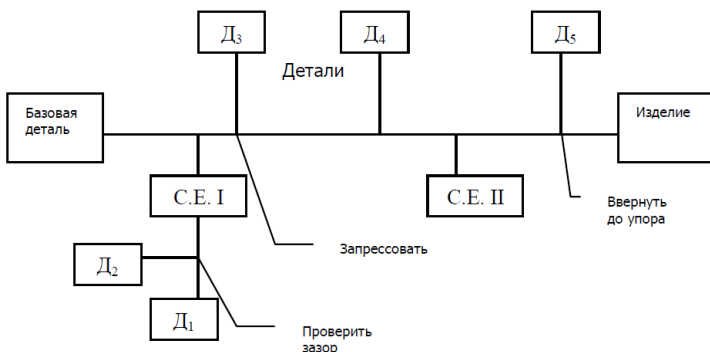 Д₃
Д₄
Д₅
Детали
Базовая
деталь
Изделие
С.Е. I
С.Е. II
Ввернуть
до упора
Запрессовать
Д₂
Д₁
Проверить
зазор